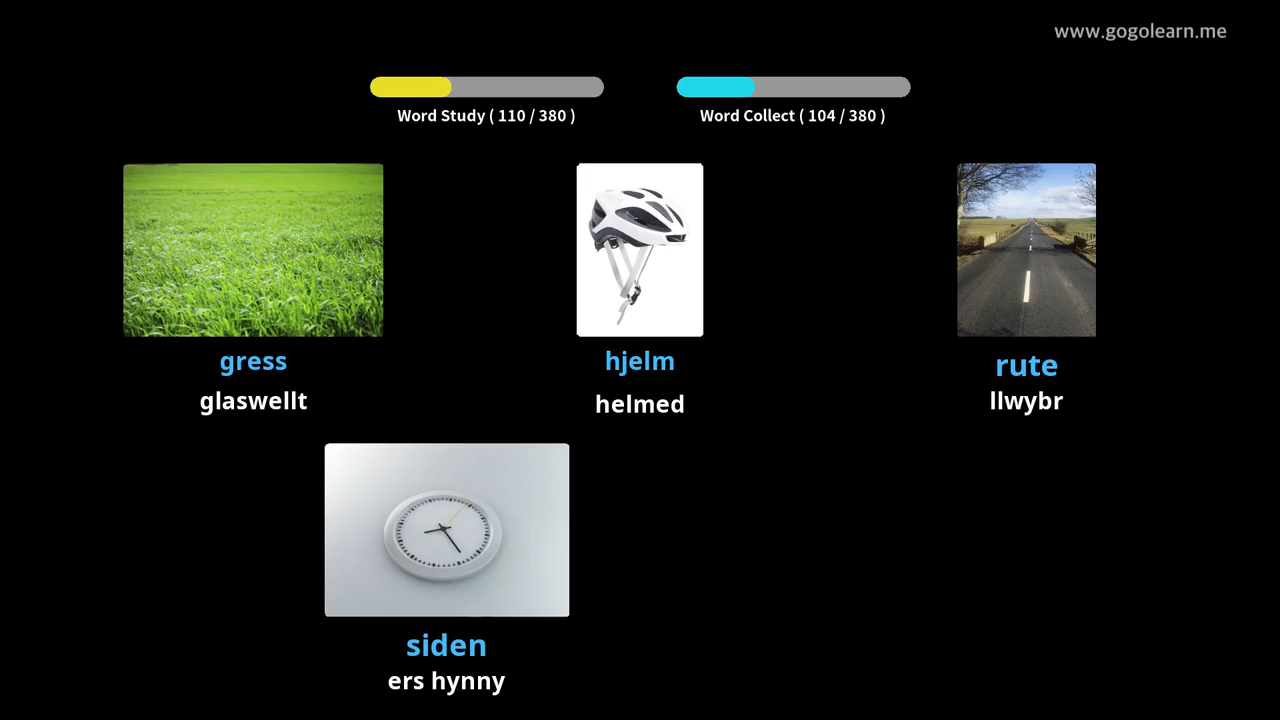 www.gogolearn.me
Word Study ( 110 / 380 )
Word Collect ( 104 / 380 )
gress
glaswellt
hjelm
helmed
rute
llwybr
siden
ers hynny